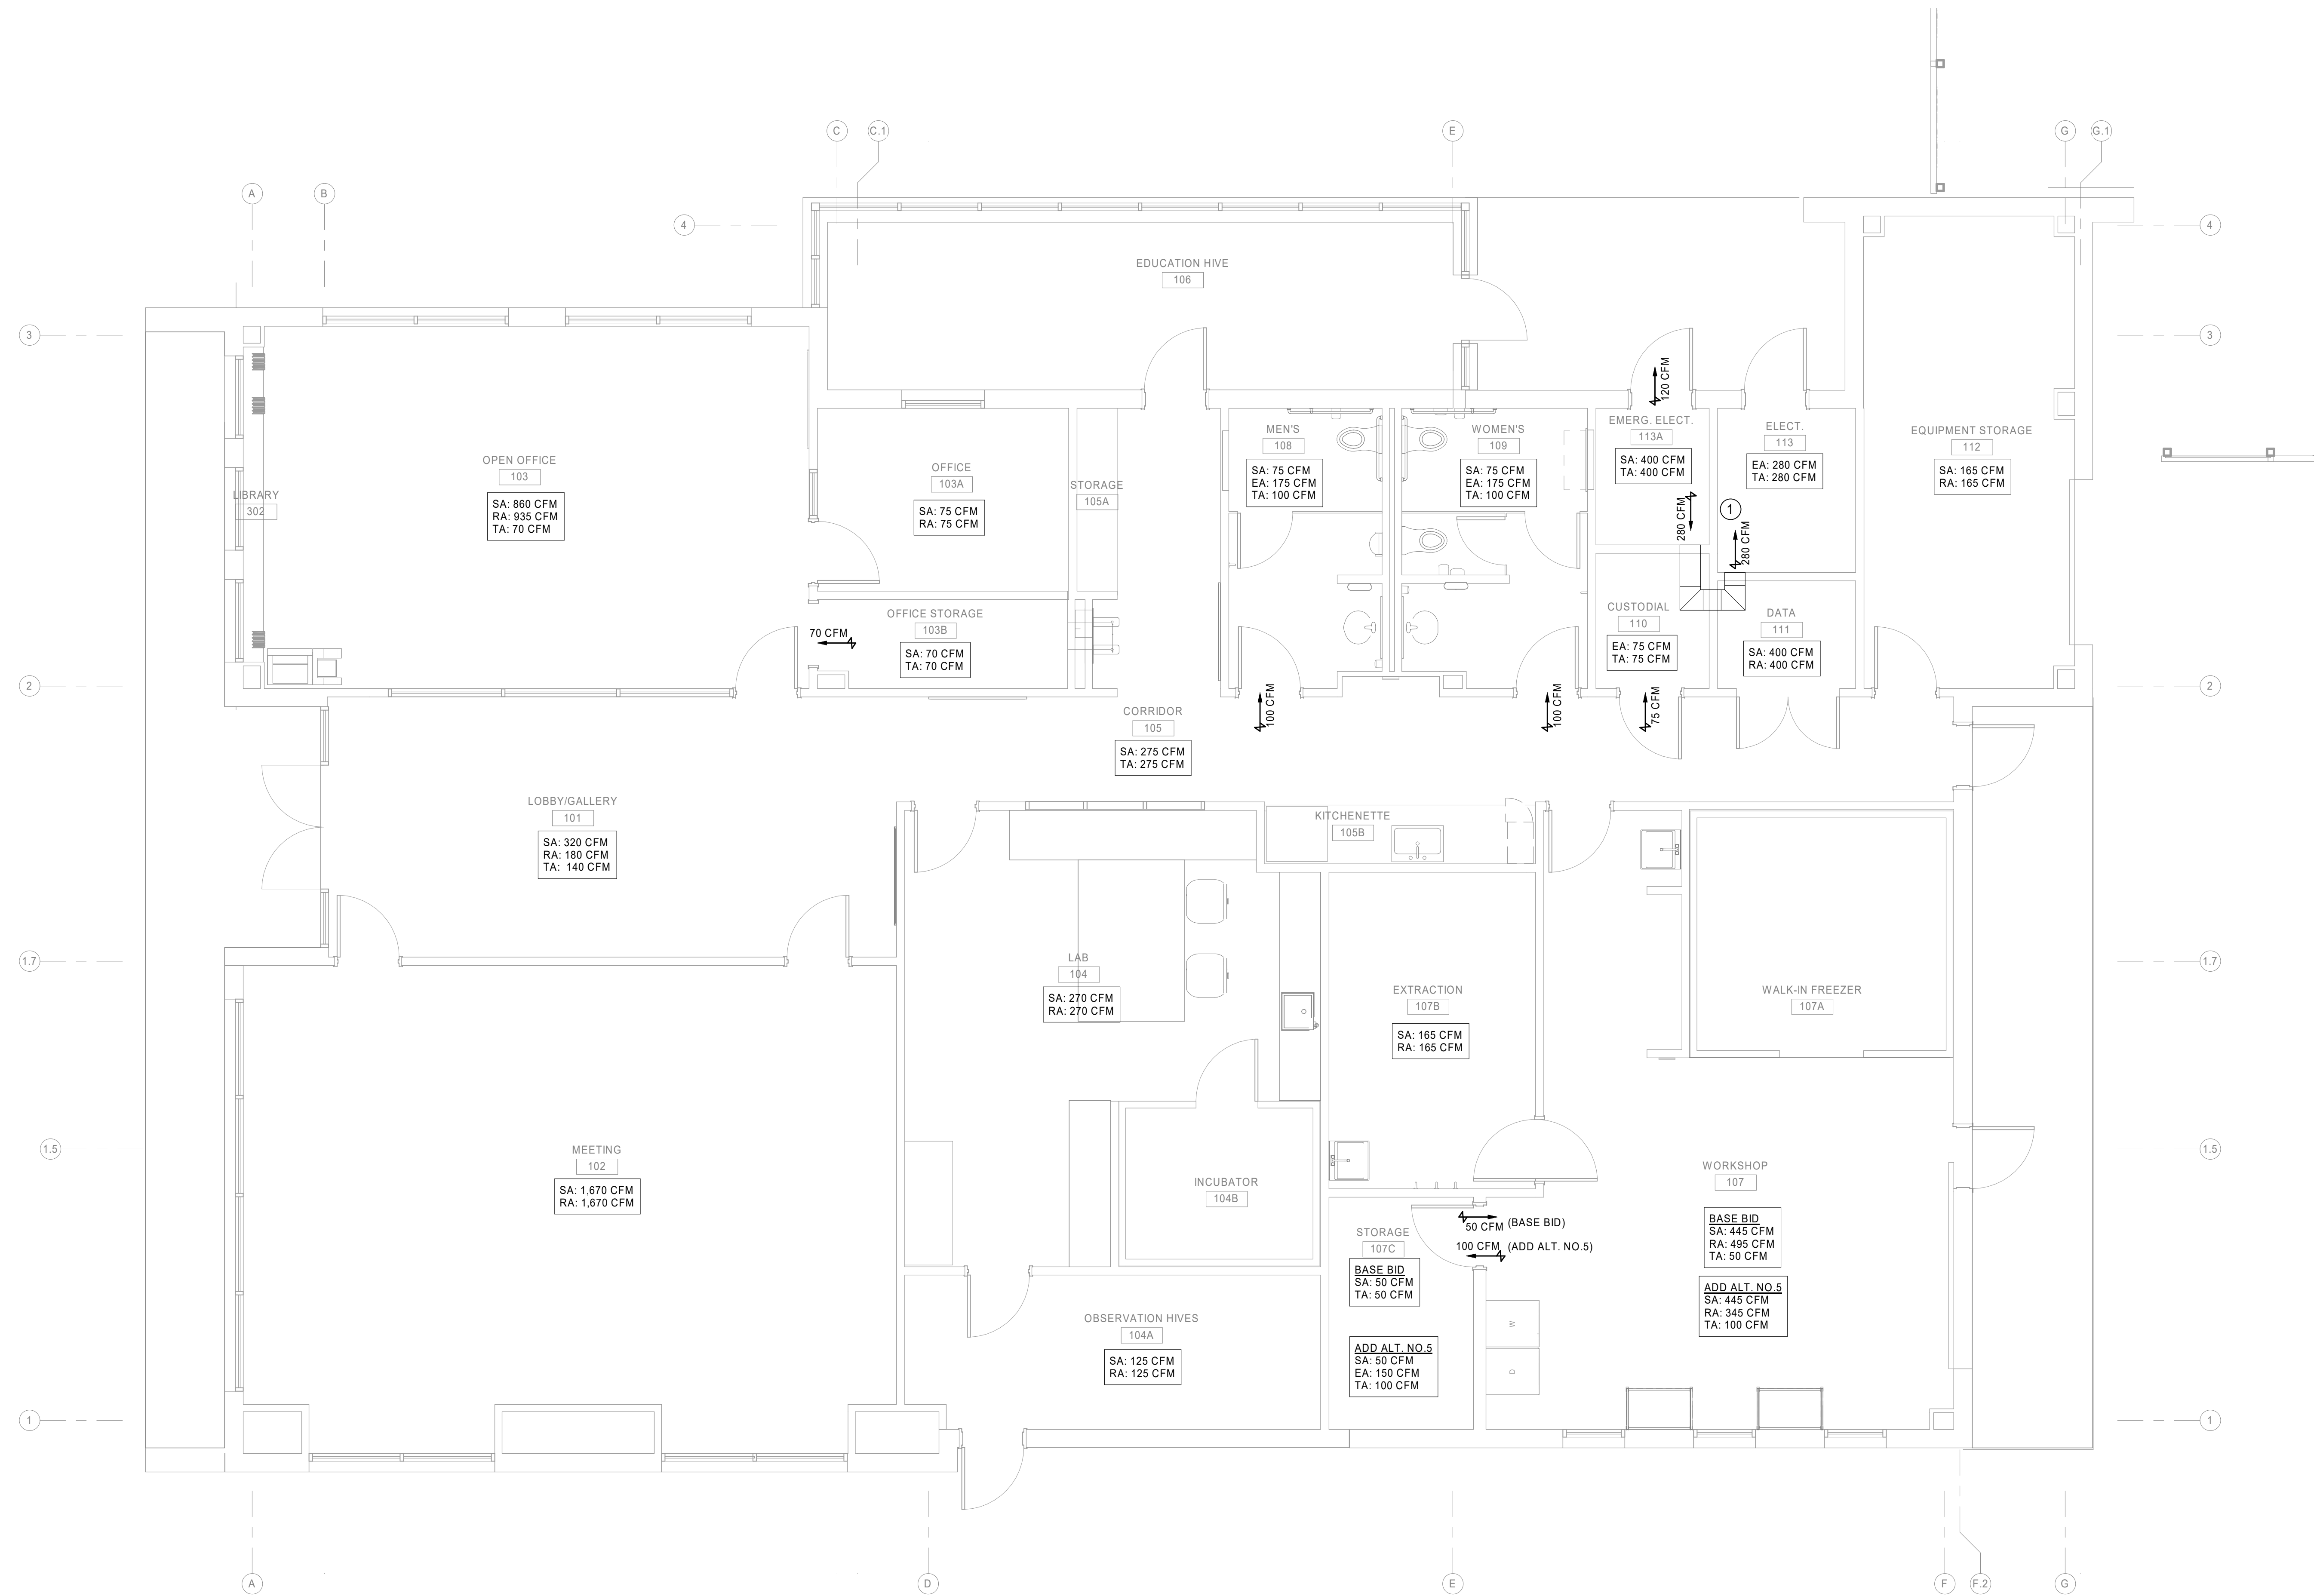 C
C.1
E
G
G.1
A
B
4
4
EDUCATION HIVE
106
3
3
120 CFM
MEN'S
108
SA: 75 CFM
EA: 175 CFM
TA: 100 CFM
WOMEN'S
109
SA: 75 CFM
EA: 175 CFM
TA: 100 CFM
EMERG. ELECT.
113A
SA: 400 CFM
TA: 400 CFM
ELECT.
113
EA: 280 CFM
TA: 280 CFM
EQUIPMENT STORAGE
112
SA: 165 CFM
RA: 165 CFM
OPEN OFFICE
103
SA: 860 CFM
RA: 935 CFM
TA: 70 CFM
LIBRARY
302
OFFICE
103A
SA: 75 CFM
RA: 75 CFM
STORAGE
105A
280 CFM
1
280 CFM
OFFICE STORAGE
103B
SA: 70 CFM
TA: 70 CFM
70 CFM
CUSTODIAL
110
EA: 75 CFM
TA: 75 CFM
DATA
111
SA: 400 CFM
RA: 400 CFM
2
2
100 CFM
100 CFM
75 CFM
CORRIDOR
105
SA: 275 CFM
TA: 275 CFM
LOBBY/GALLERY
101
SA: 320 CFM
RA: 180 CFM
TA: 140 CFM
KITCHENETTE
105B
1.7
1.7
LAB
104
SA: 270 CFM
RA: 270 CFM
EXTRACTION
107B
SA: 165 CFM
RA: 165 CFM
WALK-IN FREEZER
107A
1.5
1.5
MEETING
102
SA: 1,670 CFM
RA: 1,670 CFM
INCUBATOR
104B
WORKSHOP
107
BASE BID
SA: 445 CFM
RA: 495 CFM
TA: 50 CFM
ADD ALT. NO.5
SA: 445 CFM
RA: 345 CFM
TA: 100 CFM
50 CFM (BASE BID)
100 CFM (ADD ALT. NO.5)
STORAGE
107C
BASE BID
SA: 50 CFM
TA: 50 CFM
ADD ALT. NO.5
SA: 50 CFM
EA: 150 CFM
TA: 100 CFM
W
D
OBSERVATION HIVES
104A
SA: 125 CFM
RA: 125 CFM
1
1
A
D
E
F
F.2
G